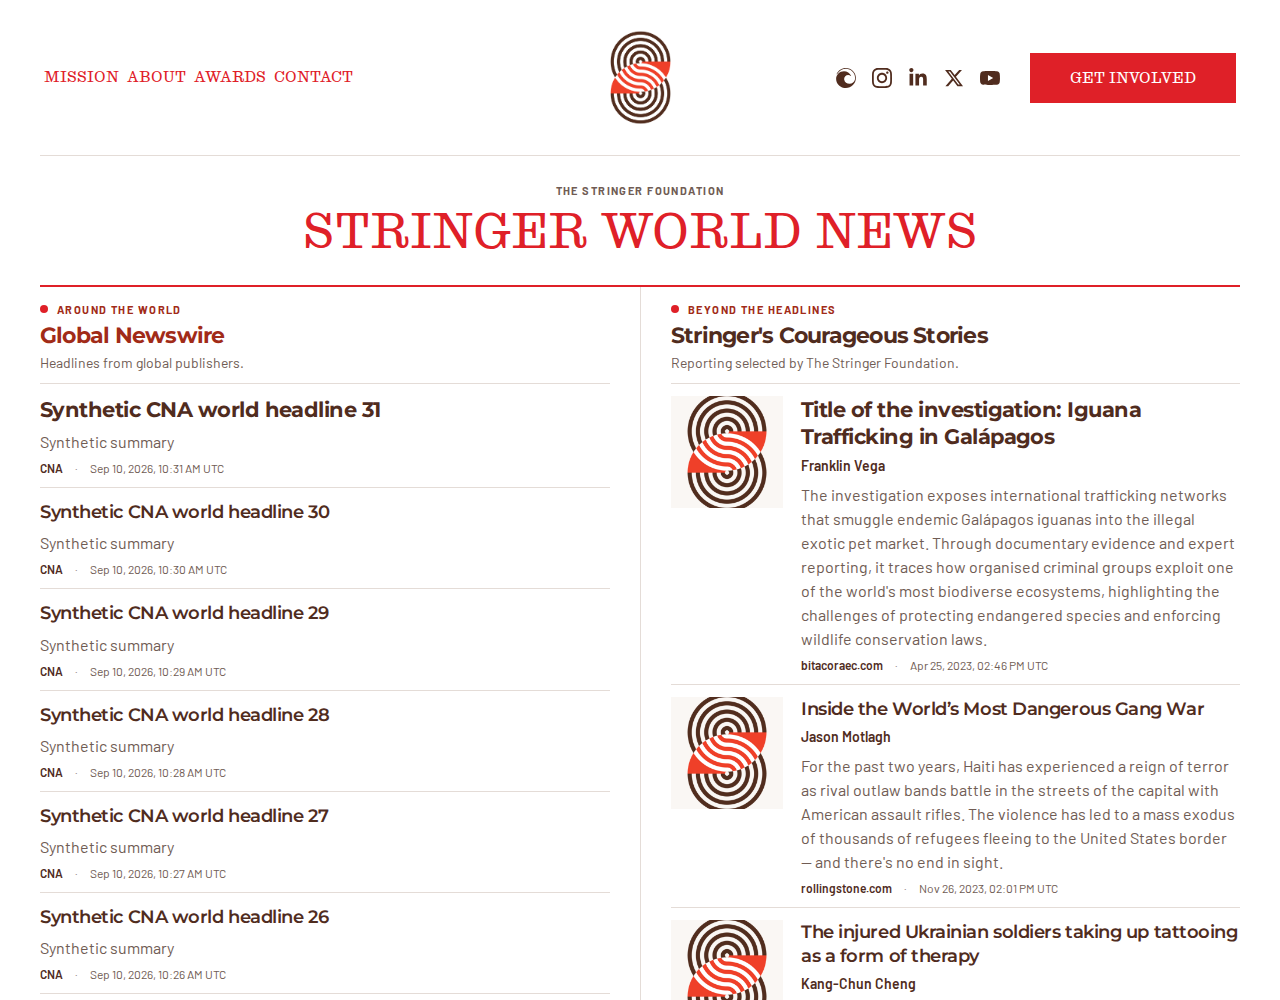 MISSION ABOUT AWARDS CONTACT
GET INVOLVED
THE STRINGER FOUNDATION
STRINGER WORLD NEWS
AROUND THE WORLD
Global Newswire
Headlines from global publishers.
Synthetic CNA world headline 31
Synthetic summary
CNA · Sep 10, 2026, 10:31 AM UTC
Synthetic CNA world headline 30
Synthetic summary
CNA · Sep 10, 2026, 10:30 AM UTC
Synthetic CNA world headline 29
Synthetic summary
CNA · Sep 10, 2026, 10:29 AM UTC
Synthetic CNA world headline 28
Synthetic summary
CNA · Sep 10, 2026, 10:28 AM UTC
Synthetic CNA world headline 27
Synthetic summary
CNA · Sep 10, 2026, 10:27 AM UTC
Synthetic CNA world headline 26
Synthetic summary
CNA · Sep 10, 2026, 10:26 AM UTC
BEYOND THE HEADLINES
Stringer's Courageous Stories
Reporting selected by The Stringer Foundation.
Title of the investigation: Iguana
Trafficking in Galápagos
Franklin Vega
The investigation exposes international trafficking networks
that smuggle endemic Galápagos iguanas into the illegal
exotic pet market. Through documentary evidence and expert
reporting, it traces how organised criminal groups exploit one
of the world's most biodiverse ecosystems, highlighting the
challenges of protecting endangered species and enforcing
wildlife conservation laws.
bitacoraec.com · Apr 25, 2023, 02:46 PM UTC
Inside the World’s Most Dangerous Gang War
Jason Motlagh
For the past two years, Haiti has experienced a reign of terror
as rival outlaw bands battle in the streets of the capital with
American assault rifles. The violence has led to a mass exodus
of thousands of refugees fleeing to the United States border
— and there's no end in sight.
rollingstone.com · Nov 26, 2023, 02:01 PM UTC
The injured Ukrainian soldiers taking up tattooing
as a form of therapy
Kang-Chun Cheng